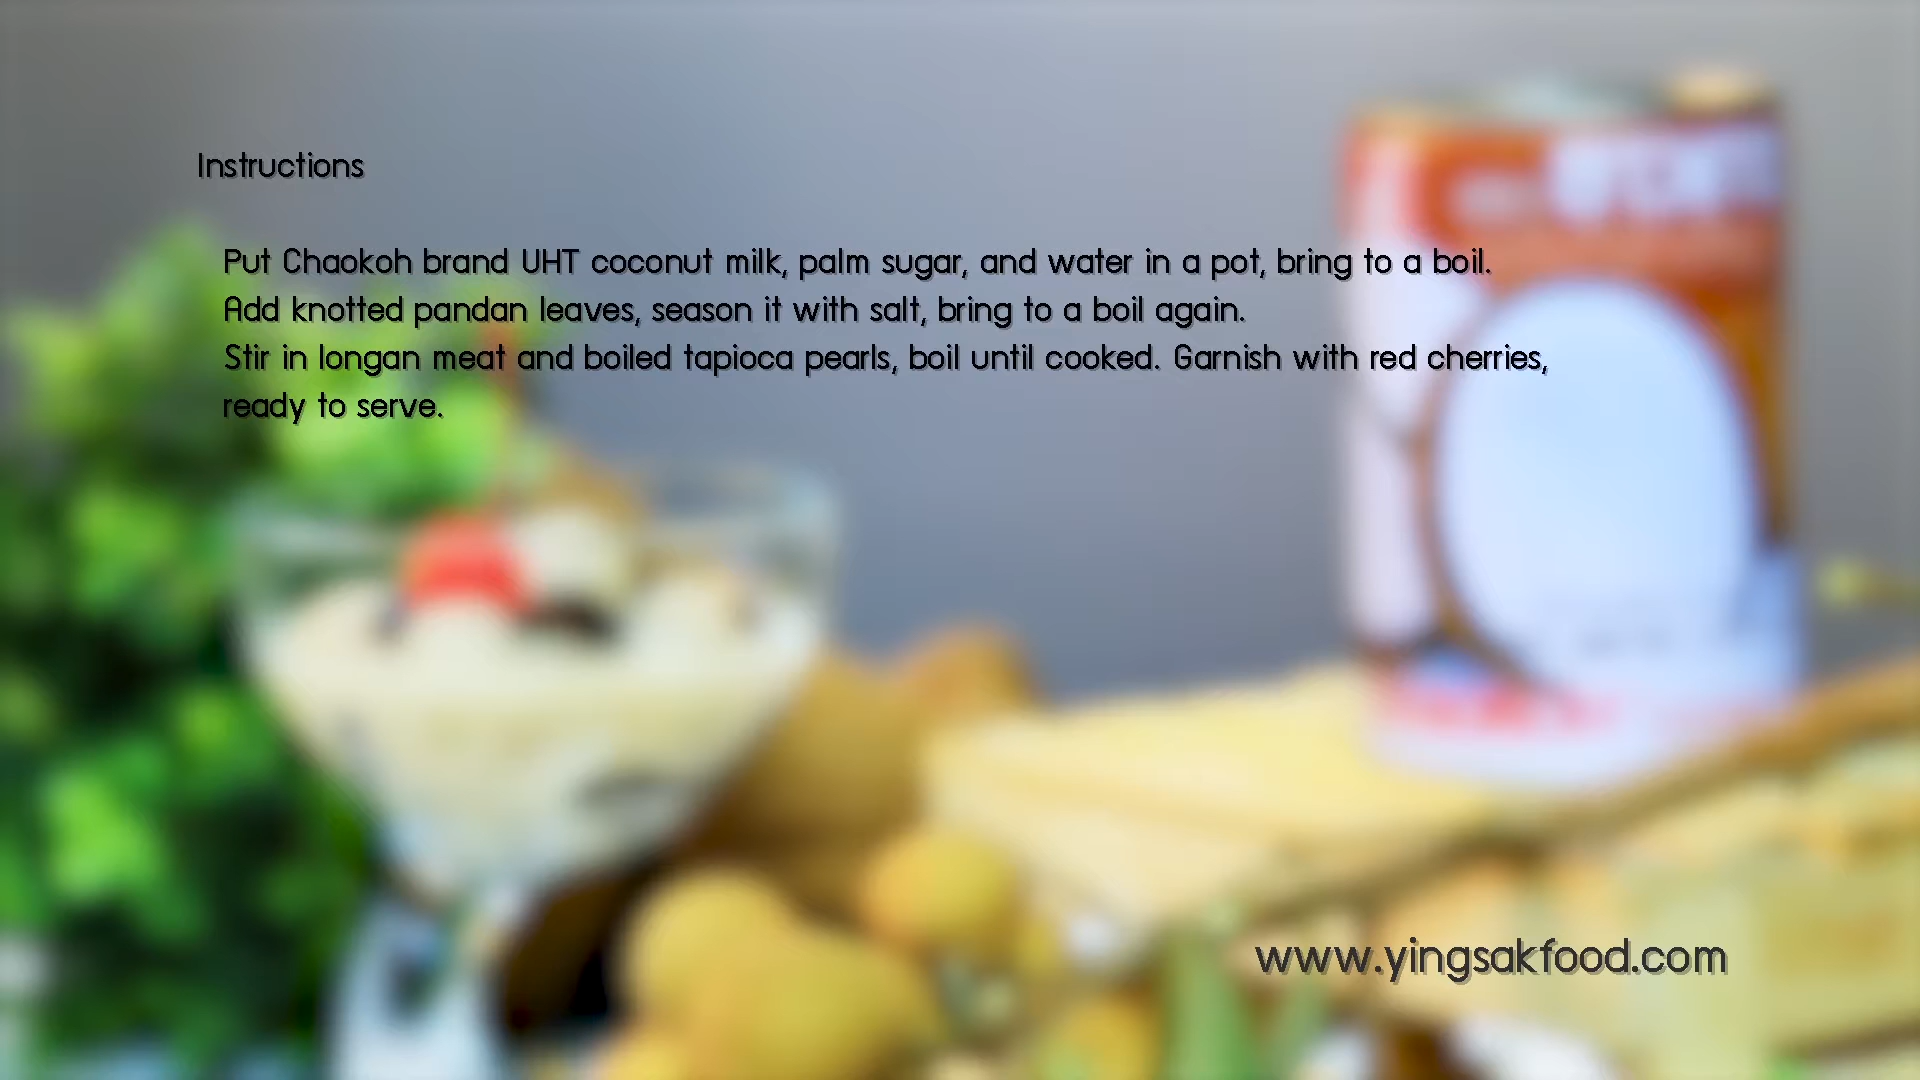 Instructions
Put Chaokoh brand UHT coconut milk, palm sugar, and water in a pot, bring to a boil.
Add knotted pandan leaves, season it with salt, bring to a boil again.
Stir in longan meat and boiled tapioca pearls, boil until cooked. Garnish with red cherries,
ready to serve.
www.yingsakfood.com